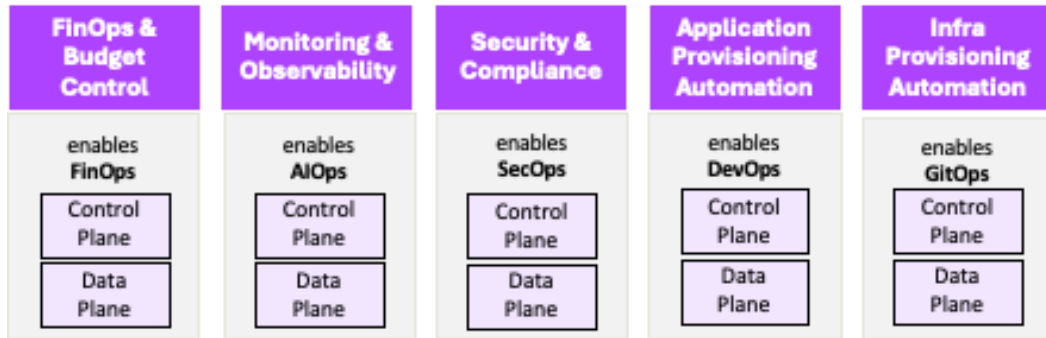 FinOps &
Budget
Control
enables
FinOps
Control
Plane
Data
Plane
Monitoring &
Observability
enables
AIOps
Control
Plane
Data
Plane
Security &
Compliance
enables
SecOps
Control
Plane
Data
Plane
Application
Provisioning
Automation
enables
DevOps
Control
Plane
Data
Plane
Infra
Provisioning
Automation
enables
GitOps
Control
Plane
Data
Plane